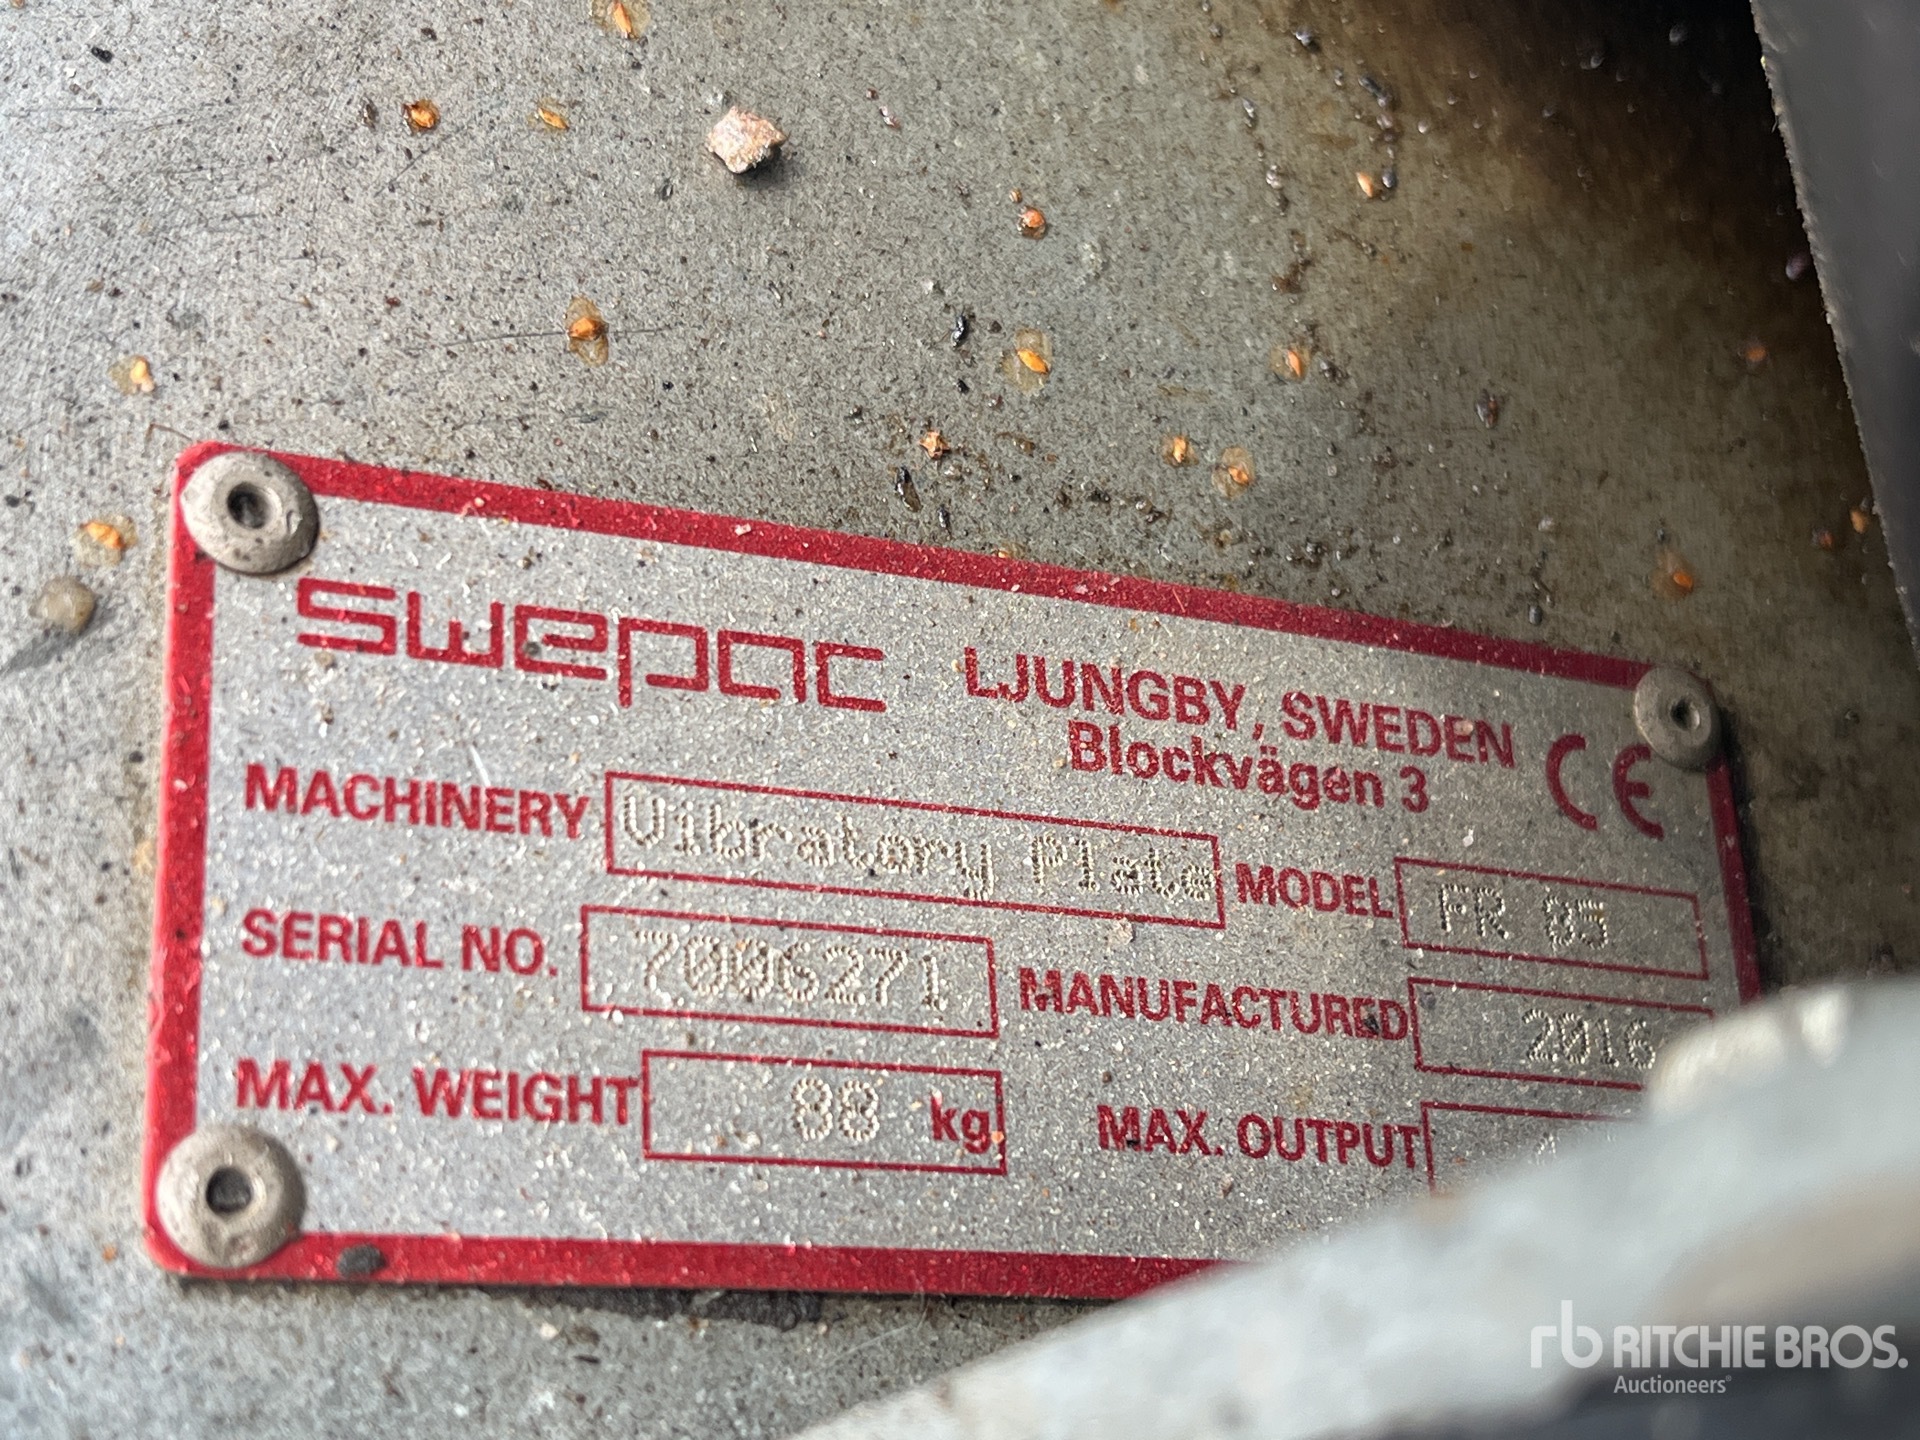 swepac LJUNGBY, SWEDEN
Blockvägen 3 CE
MACHINERY Vibratory Plate MODEL FR 85
SERIAL NO. 7006271 MANUFACTURED 2016
MAX. WEIGHT 88 kg MAX. OUTPUT
rb RITCHIE BROS.
Auctioneers®